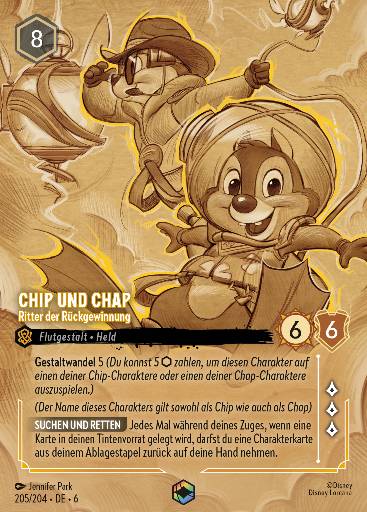 8
CHIP UND CHAP
Ritter der Rückgewinnung
Flutgestalt • Held
6 6
Gestaltwandel 5 (Du kannst 5 zahlen, um diesen Charakter auf
einen deiner Chip-Charaktere oder einen deiner Chap-Charaktere
auszuspielen.)
(Der Name dieses Charakters gilt sowohl als Chip wie auch als Chap)
SUCHEN UND RETTEN Jedes Mal während deines Zuges, wenn eine
Karte in deinen Tintenvorrat gelegt wird, darfst du eine Charakterkarte
aus deinem Ablagestapel zurück auf deine Hand nehmen.
Jennifer Park
205/204 • DE • 6
©Disney
Disney Lorcana